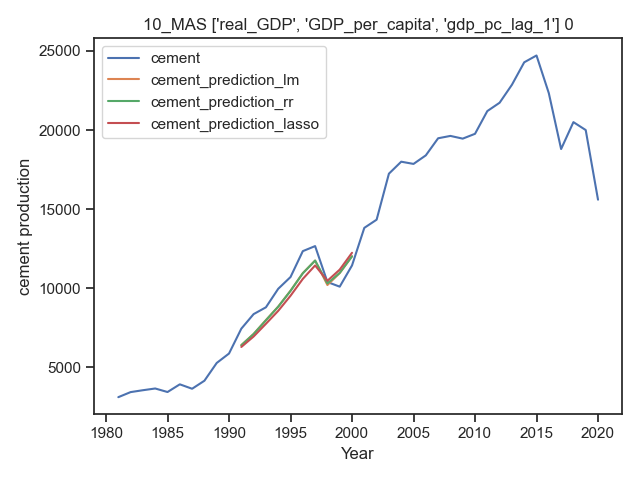 10_MAS ['real_GDP', 'GDP_per_capita', 'gdp_pc_lag_1'] 0
cement
cement_prediction_lm
cement_prediction_rr
cement_prediction_lasso
cement production
25000
20000
15000
10000
5000
1980 1985 1990 1995 2000 2005 2010 2015 2020
Year